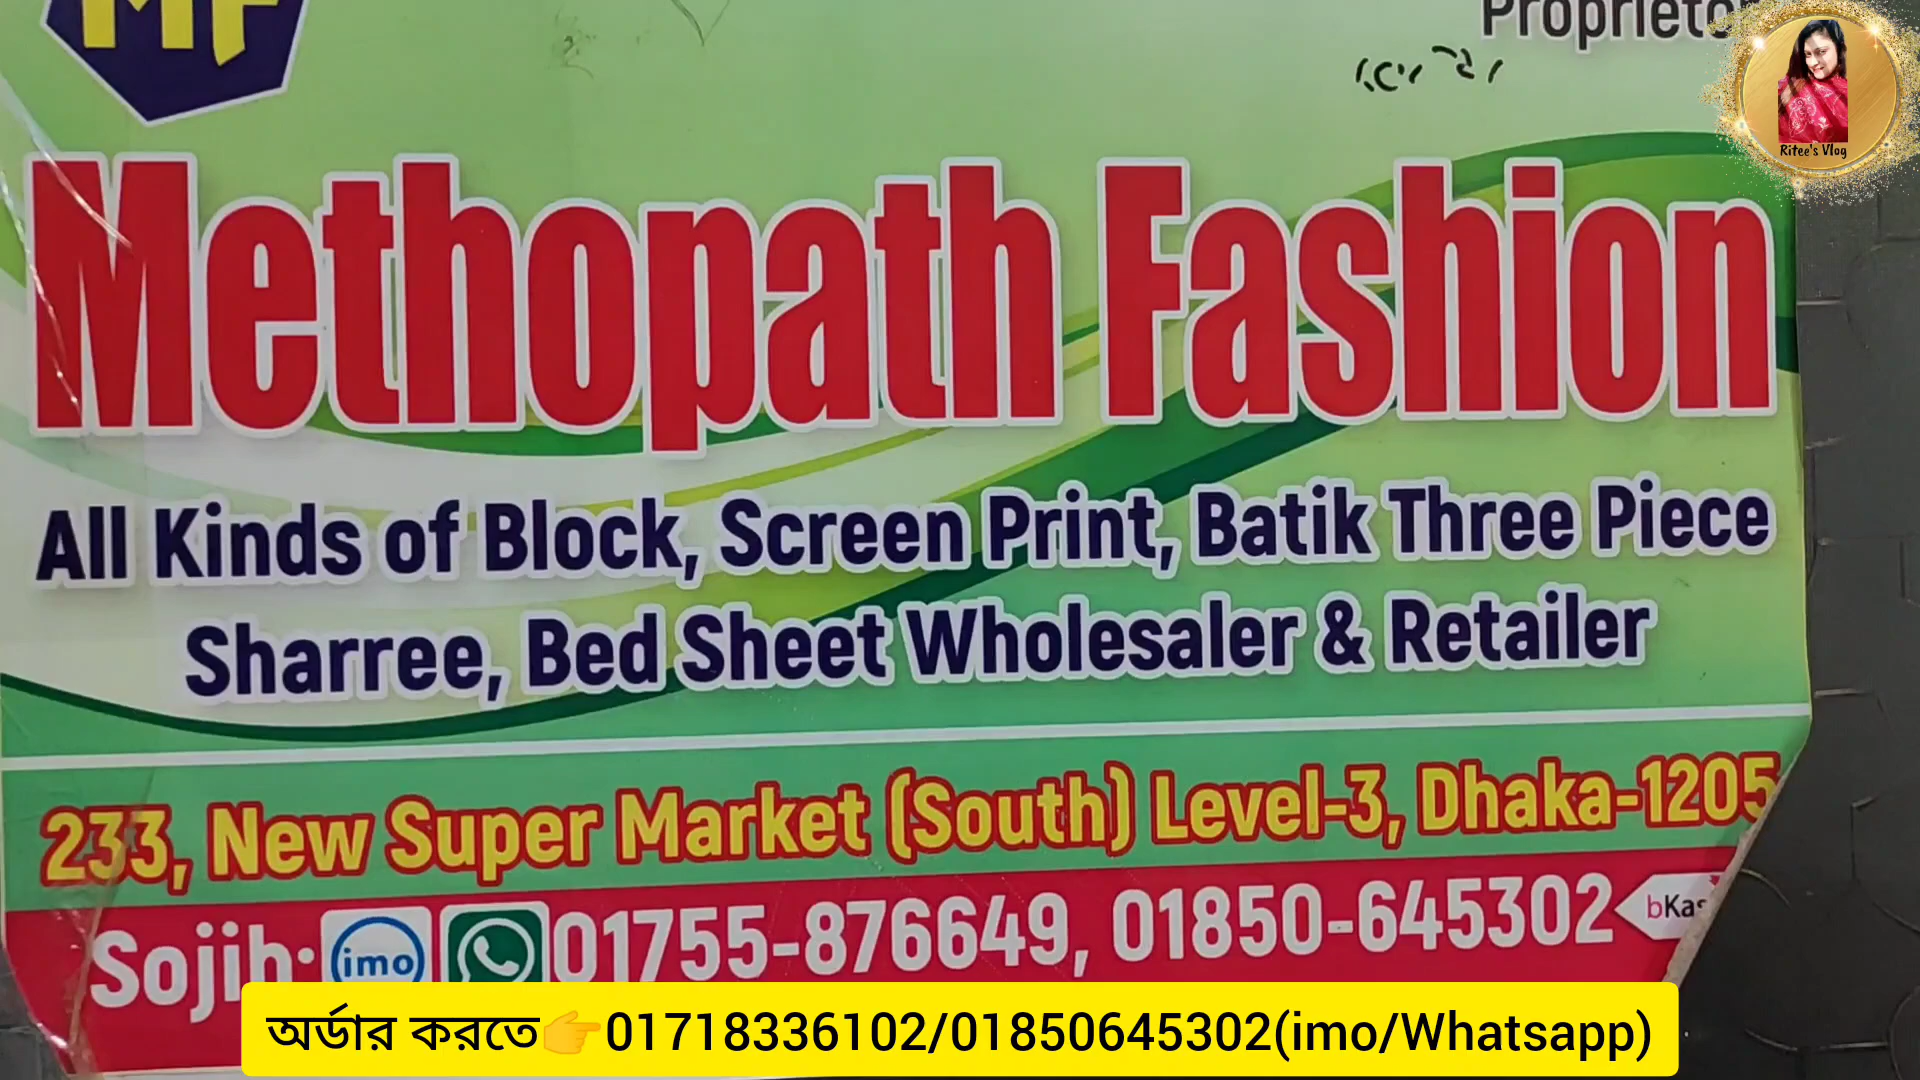 MF
Proprieto
Ritee's Vlog
Methopath Fashion
All Kinds of Block, Screen Print, Batik Three Piece
Sharree, Bed Sheet Wholesaler & Retailer
233, New Super Market (South) Level-3, Dhaka-1205
Sojib: imo 01755-876649, 01850-645302 bKas
অর্ডার করতে👉01718336102/01850645302(imo/Whatsapp)